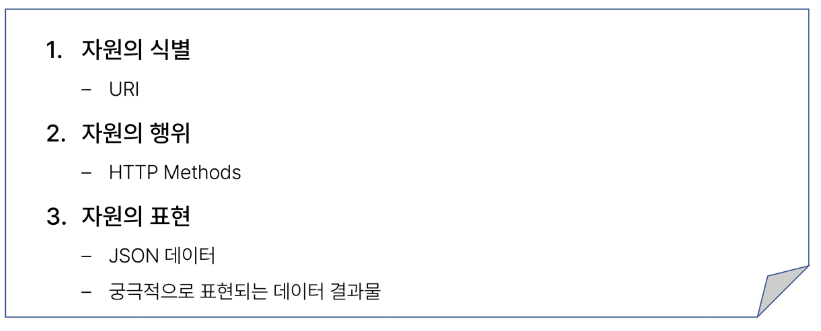 1. 자원의 식별
– URI
2. 자원의 행위
– HTTP Methods
3. 자원의 표현
– JSON 데이터
– 궁극적으로 표현되는 데이터 결과물